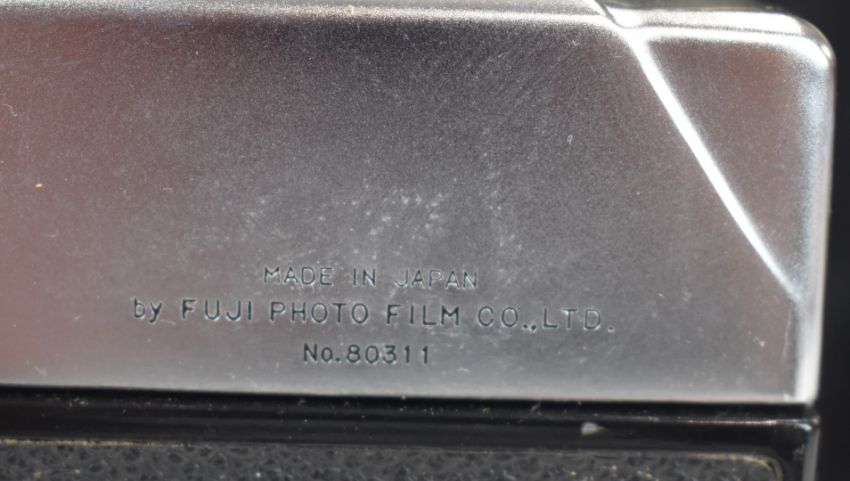 MADE IN JAPAN
by FUJI PHOTO FILM CO.,LTD.
No.80311